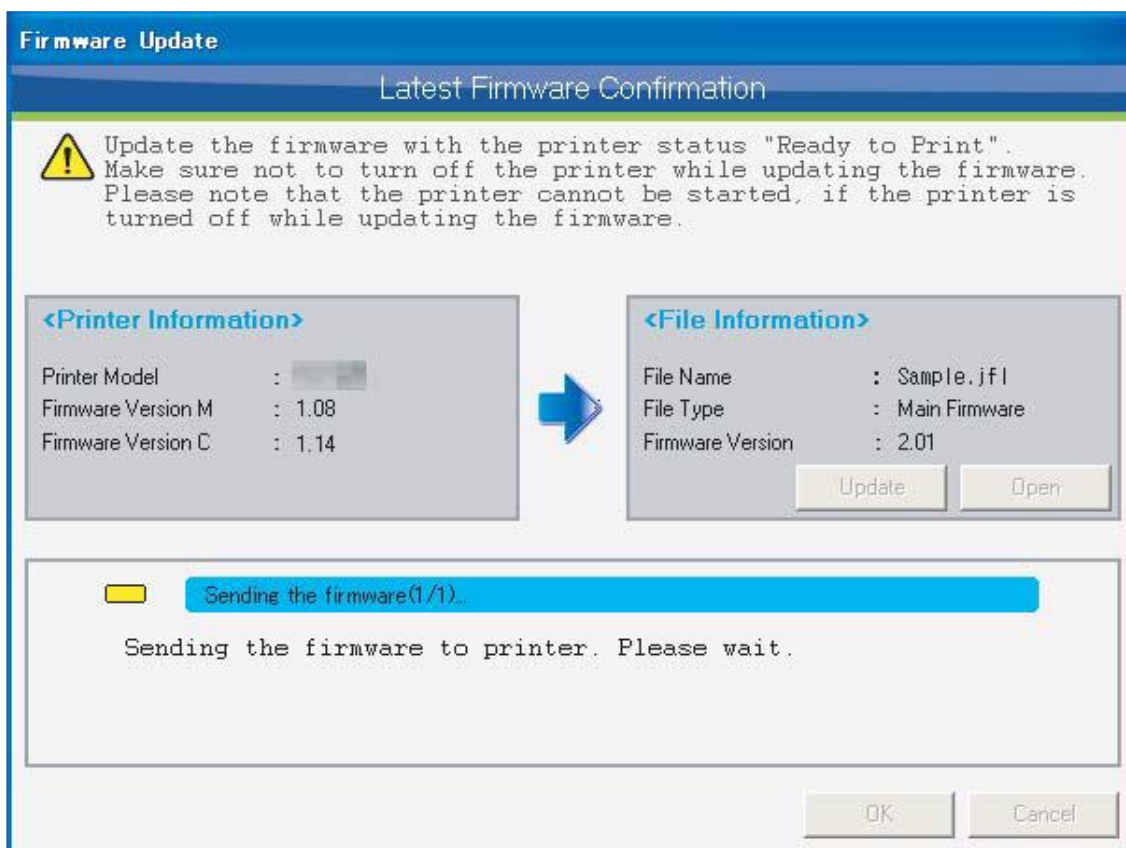 Firmware Update
Latest Firmware Confirmation
Update the firmware with the printer status "Ready to Print".
Make sure not to turn off the printer while updating the firmware.
Please note that the printer cannot be started, if the printer is
turned off while updating the firmware.
<Printer Information>
Printer Model :
Firmware Version M : 1.08
Firmware Version C : 1.14
<File Information>
File Name : Sample.jfl
File Type : Main Firmware
Firmware Version : 2.01
Update Open
Sending the firmware(1/1)...
Sending the firmware to printer. Please wait.
OK Cancel